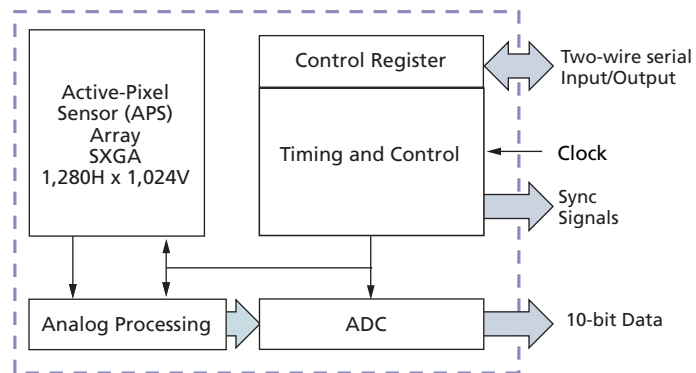 Active-Pixel
Sensor (APS)
Array
SXGA
1,280H x 1,024V
Control Register
Two-wire serial
Input/Output
Timing and Control
Clock
Sync
Signals
Analog Processing
ADC
10-bit Data